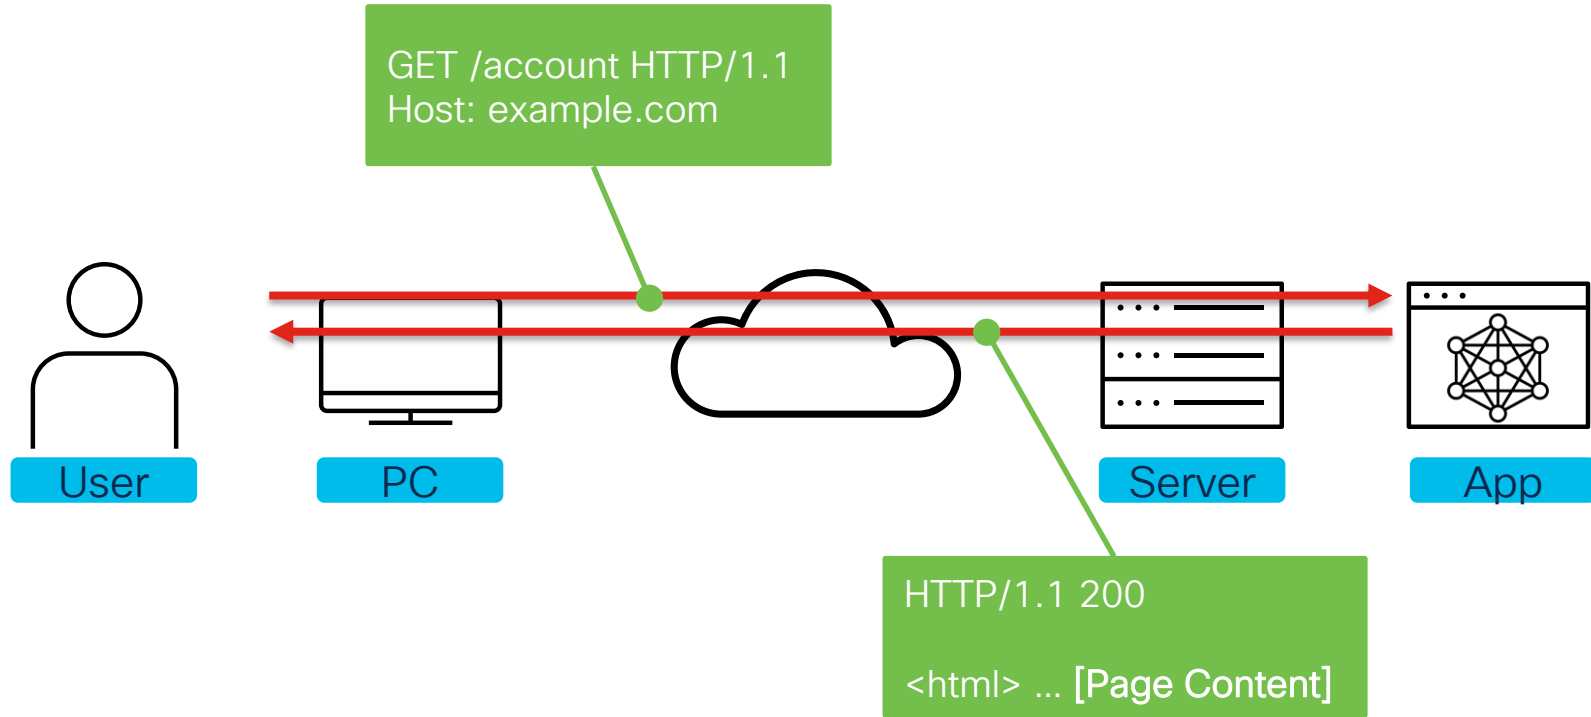 GET /account HTTP/1.1
Host: example.com
User
PC
Server
App
HTTP/1.1 200
<html> ... [Page Content]